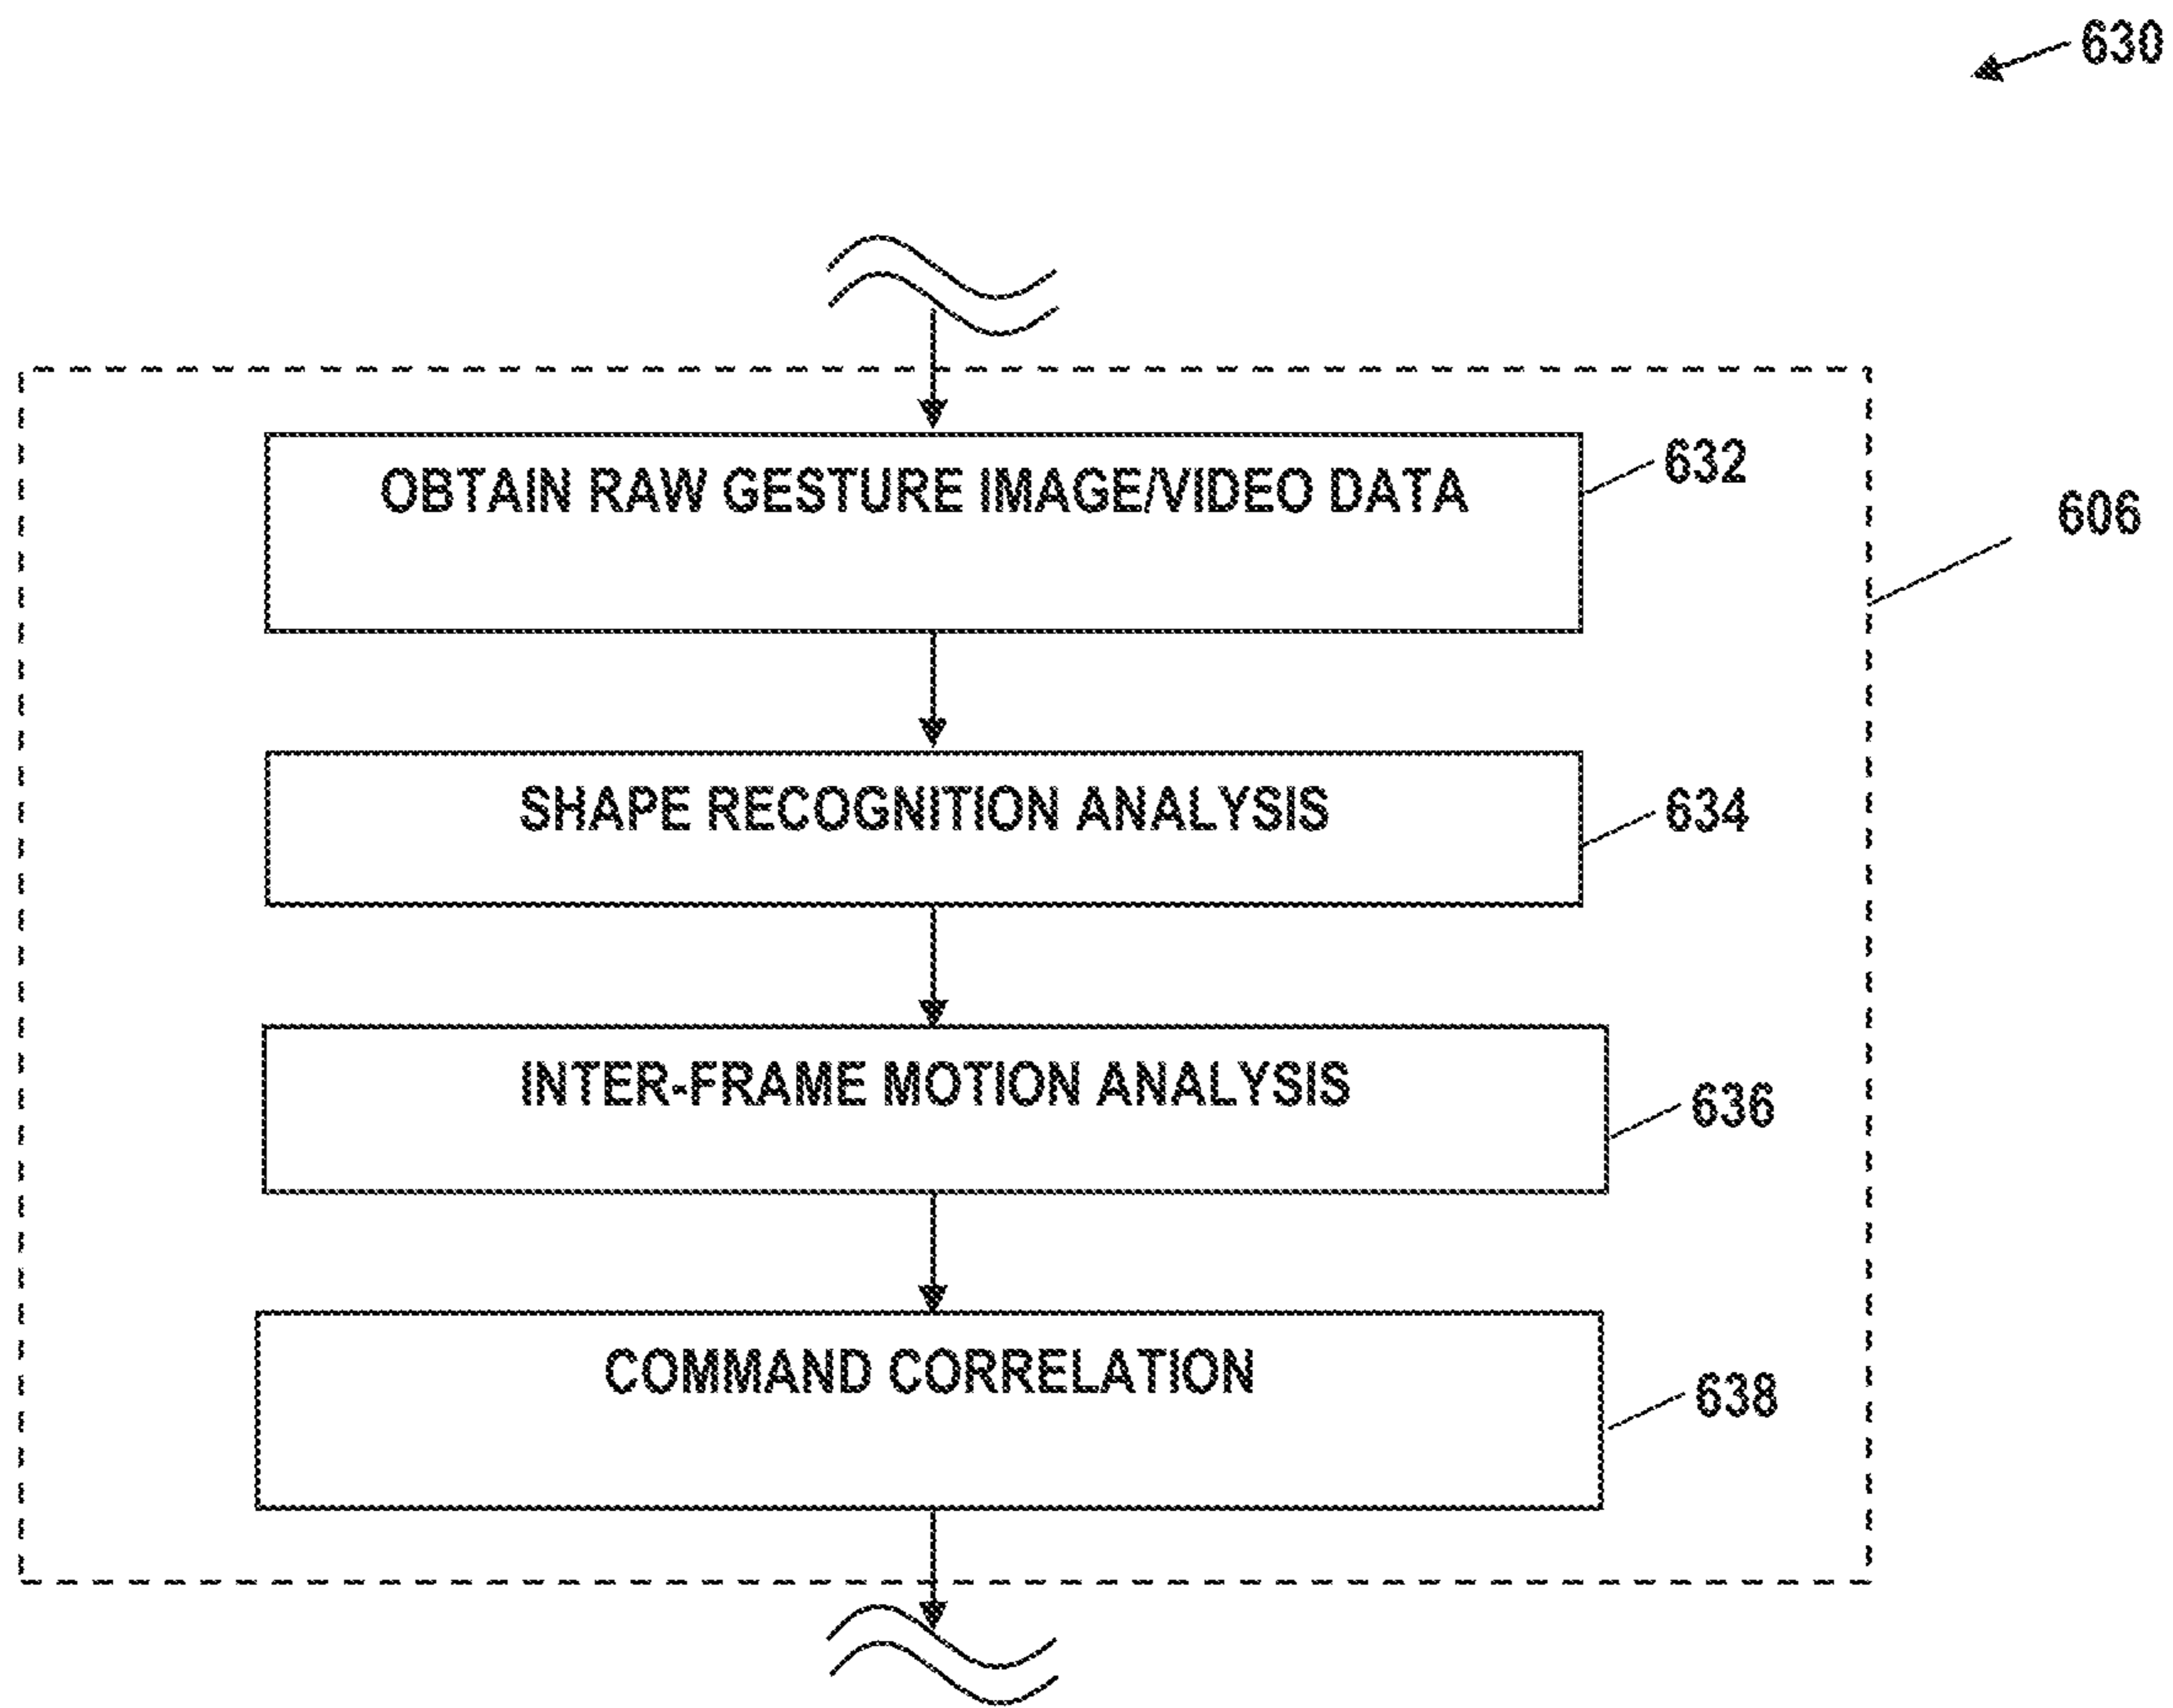 630
OBTAIN RAW GESTURE IMAGE/VIDEO DATA
632
606
SHAPE RECOGNITION ANALYSIS
634
INTER-FRAME MOTION ANALYSIS
636
COMMAND CORRELATION
638